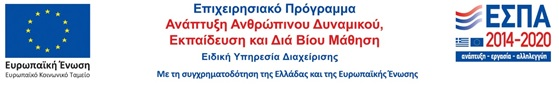 Ευρωπαϊκή Ένωση
Ευρωπαϊκό Κοινωνικό Ταμείο
Επιχειρησιακό Πρόγραμμα
Ανάπτυξη Ανθρώπινου Δυναμικού,
Εκπαίδευση και Διά Βίου Μάθηση
Ειδική Υπηρεσία Διαχείρισης
Με τη συγχρηματοδότηση της Ελλάδας και της Ευρωπαϊκής Ένωσης
ΕΣΠΑ
2014-2020
ανάπτυξη - εργασία - αλληλεγγύη